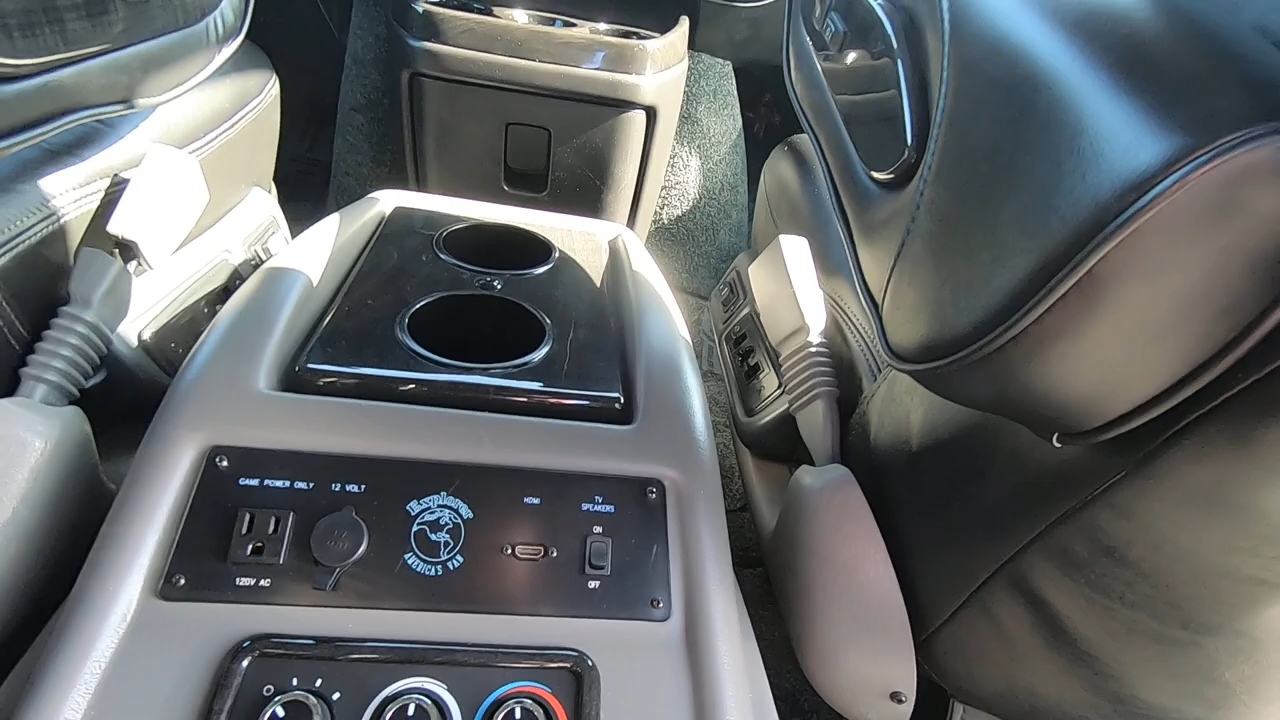 GAME POWER ONLY
12 VOLT
Explorer
AMERICA'S VAN
HDMI
TV
SPEAKERS
ON
OFF
120V AC